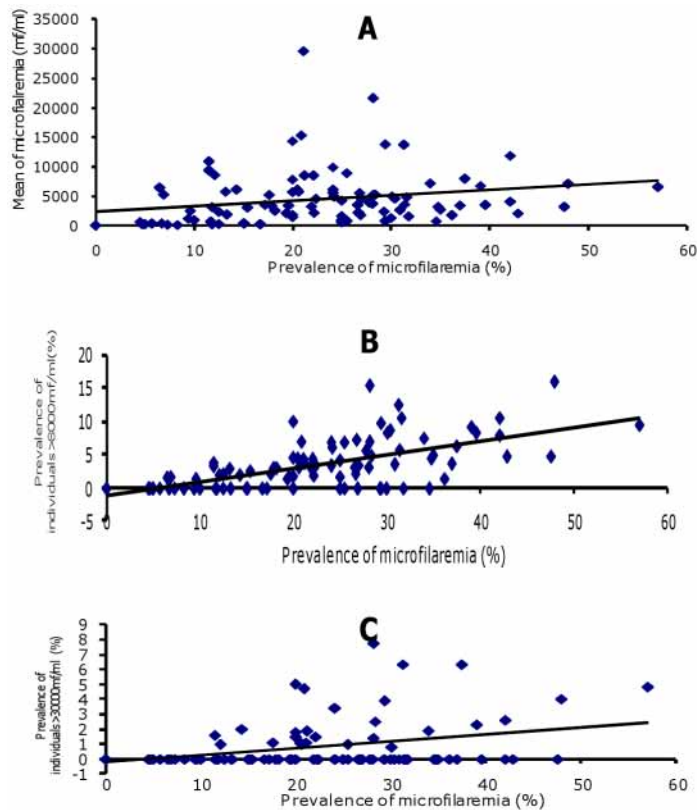 A
Mean of microfialremia (mf/ml)
35000
30000
25000
20000
15000
10000
5000
0
0 10 20 30 40 50 60
Prevalence of microfilaremia (%)
B
Prevalence of
individuals >8000mf/ml(%)
20
15
10
5
0
-5
0 10 20 30 40 50 60
Prevalence of microfilaremia (%)
C
Prevalence of
individuals >30000mf/ml (%)
9
8
7
6
5
4
3
2
1
0
-1
0 10 20 30 40 50 60
Prevalence of microfilaremia (%)